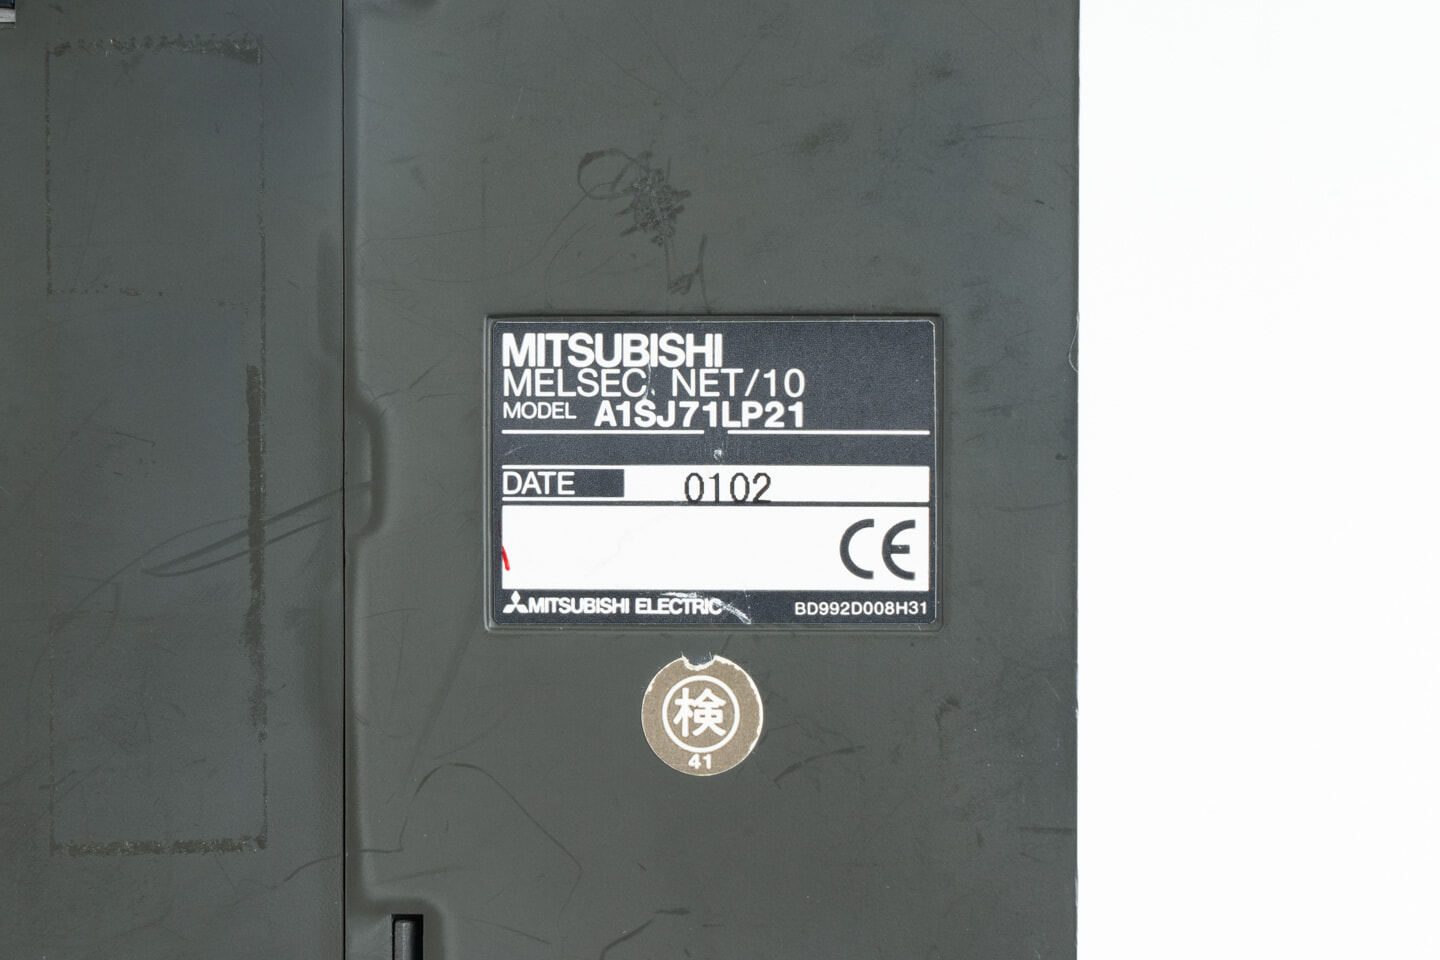 MITSUBISHI
MELSEC NET/10
MODEL A1SJ71LP21
DATE 0102
CE
MITSUBISHI ELECTRIC BD992D008H31
検
41